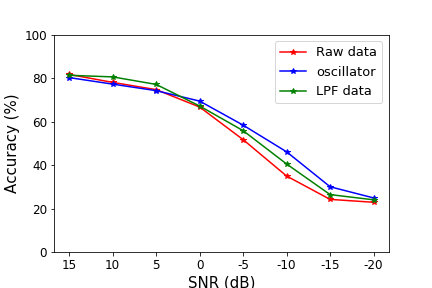 100
80
60
40
20
0
Accuracy (%)
15 10 5 0 -5 -10 -15 -20
SNR (dB)
Raw data
oscillator
LPF data